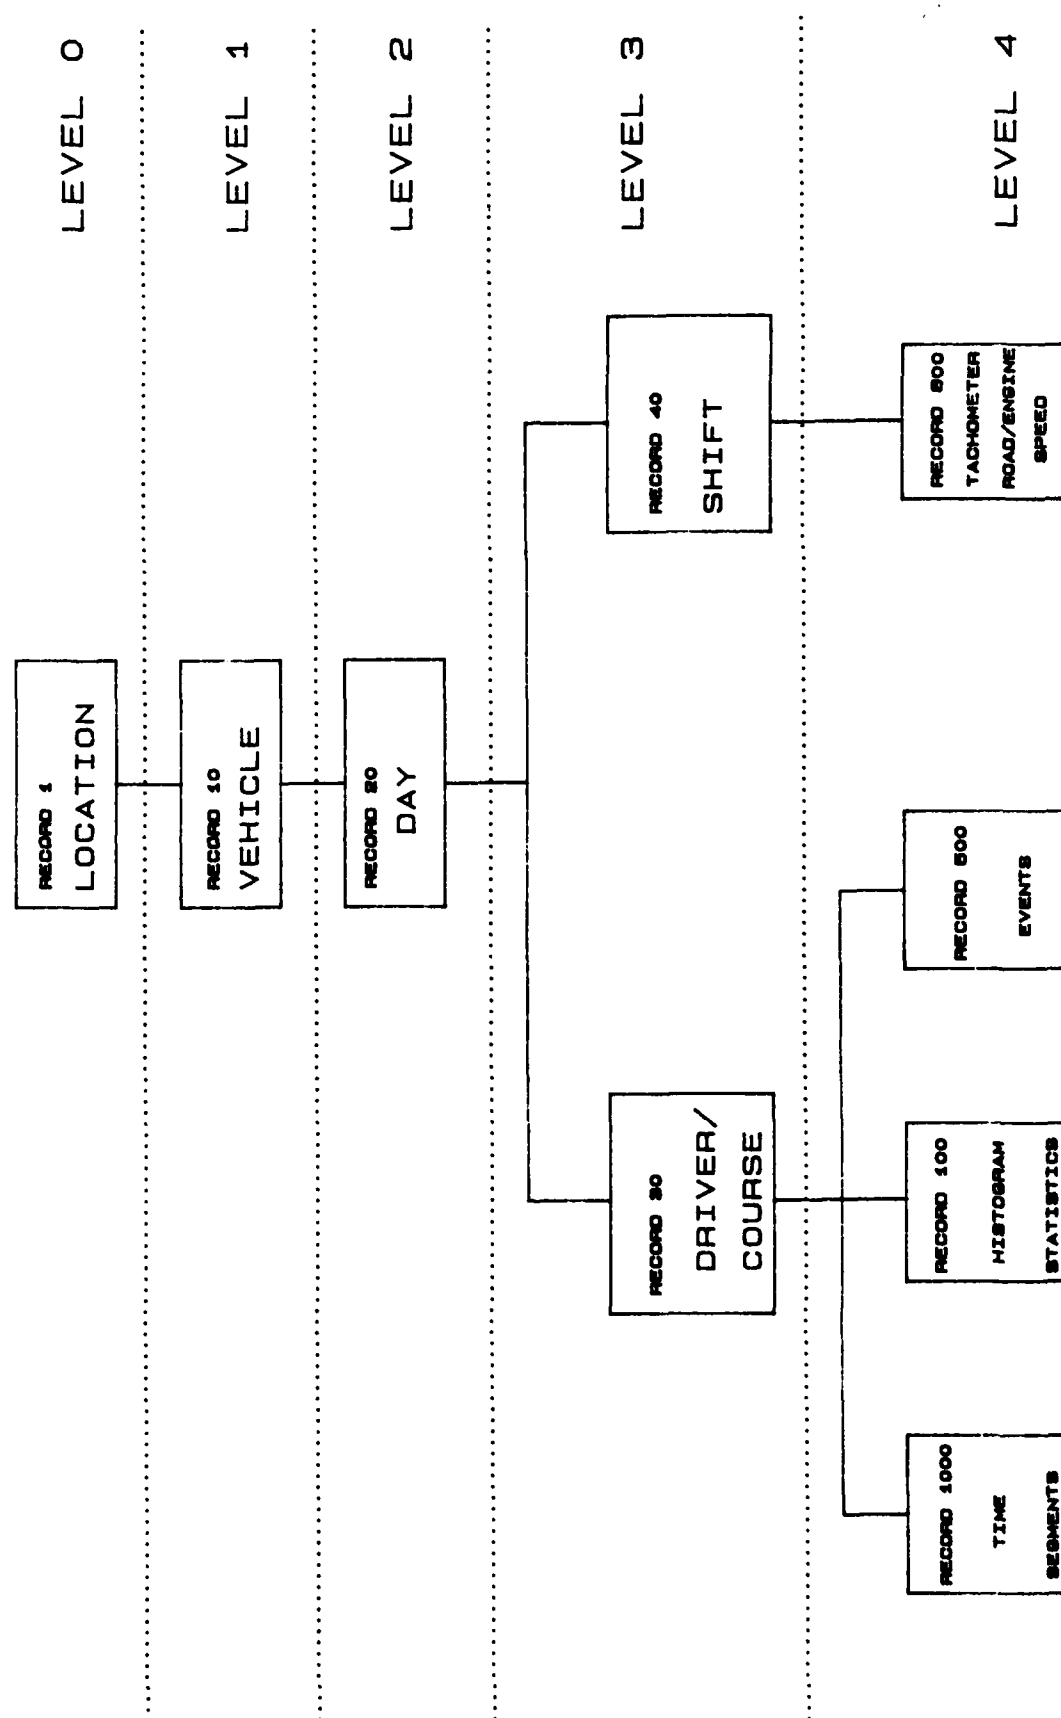 RECORD 1
LOCATION
LEVEL 0
RECORD 10
VEHICLE
LEVEL 1
RECORD 20
DAY
LEVEL 2
RECORD 30
DRIVER/
COURSE
RECORD 40
SHIFT
LEVEL 3
RECORD 1000
TIME
SEGMENTS
RECORD 100
HISTOGRAM
STATISTICS
RECORD
EVENTS
RECORD
TACHOMETER
ROAD/ENGINE
SPEED
LEVEL 4